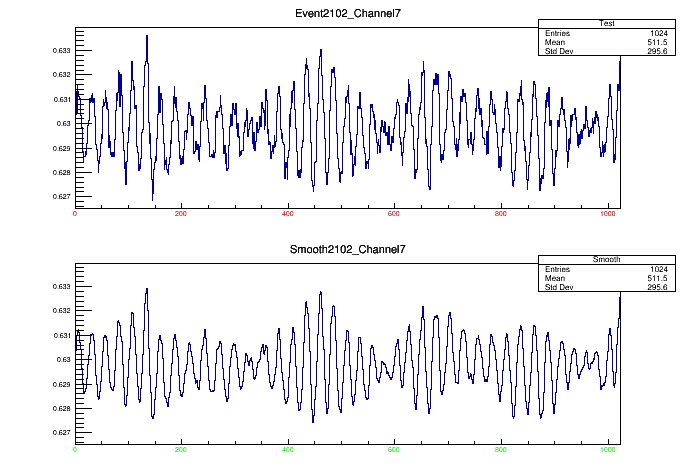 Event2102_Channel7
Test
Entries 1024
Mean 511.5
Std Dev 295.6
0.633
0.632
0.631
0.63
0.629
0.628
0.627
0 200 400 600 800 1000
Smooth2102_Channel7
Smooth
Entries 1024
Mean 511.5
Std Dev 295.6
0.633
0.632
0.631
0.63
0.629
0.628
0.627
0 200 400 600 800 1000